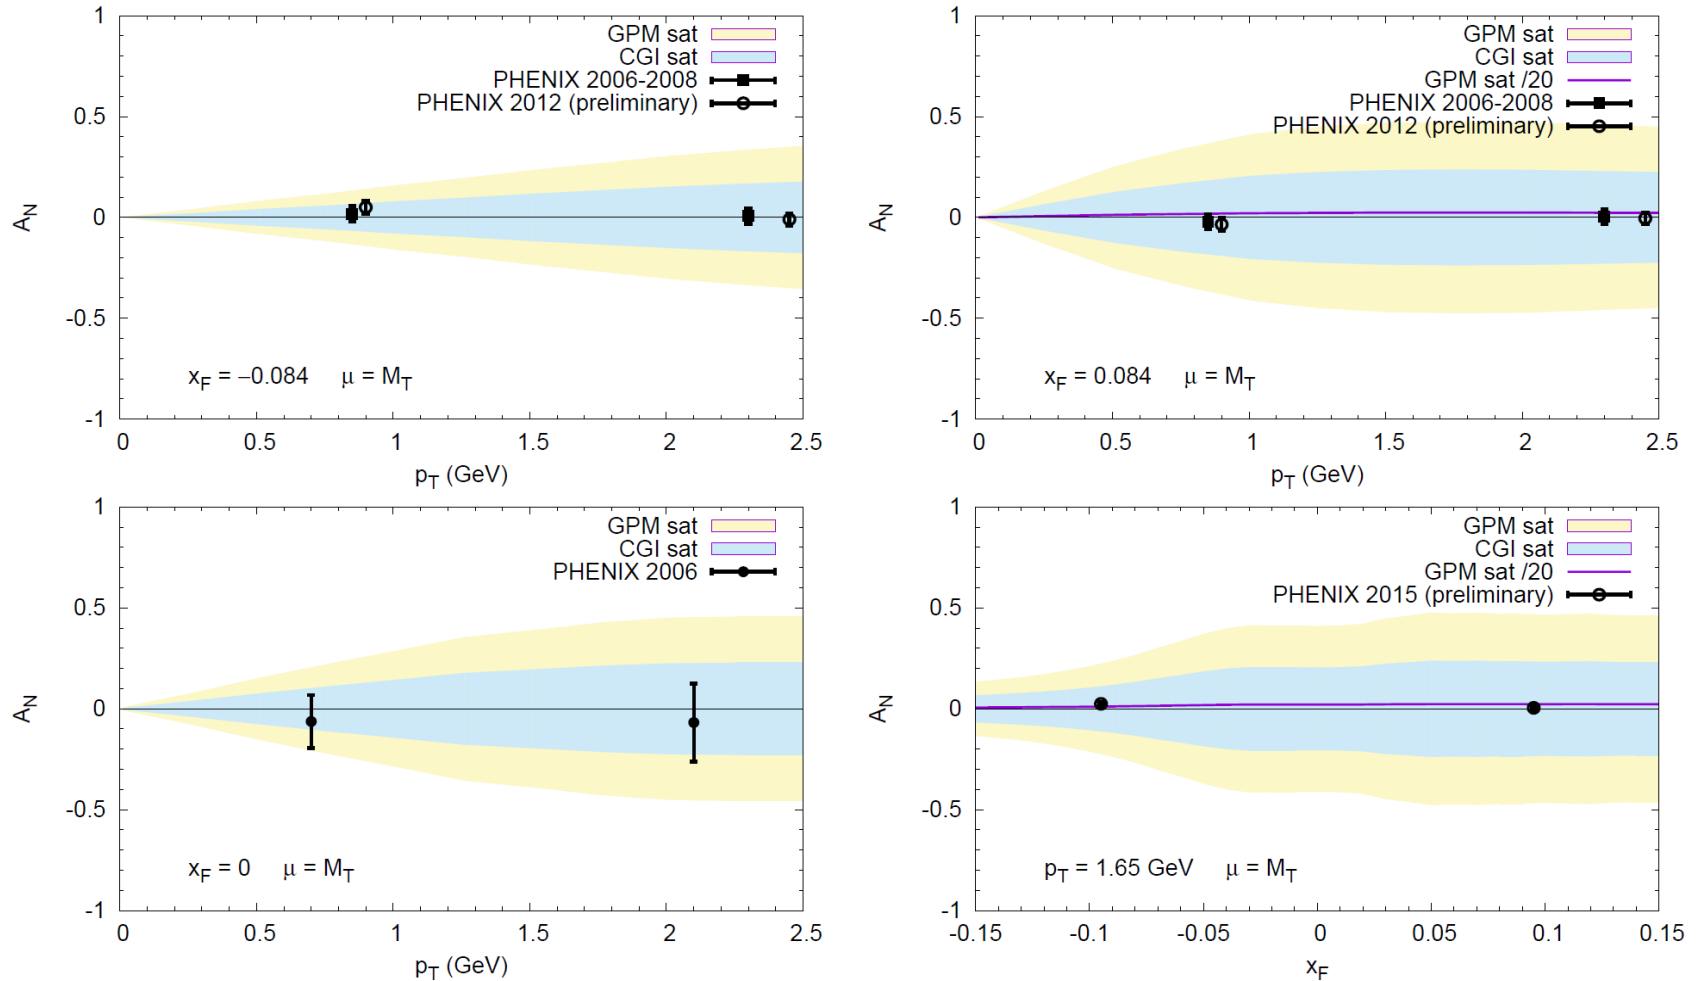 1
GPM sat
CGI sat
PHENIX 2006-2008
PHENIX 2012 (preliminary)
0.5
A_N
0
-0.5
x_F = −0.084 μ = M_T
-1
0 0.5 1 1.5 2 2.5
p_T (GeV)
1
GPM sat
CGI sat
GPM sat /20
PHENIX 2006-2008
PHENIX 2012 (preliminary)
0.5
A_N
0
-0.5
x_F = 0.084 μ = M_T
-1
0 0.5 1 1.5 2 2.5
p_T (GeV)
1
GPM sat
CGI sat
PHENIX 2006
0.5
A_N
0
-0.5
x_F = 0 μ = M_T
-1
0 0.5 1 1.5 2 2.5
p_T (GeV)
1
GPM sat
CGI sat
GPM sat /20
PHENIX 2015 (preliminary)
0.5
A_N
0
-0.5
p_T = 1.65 GeV μ = M_T
-1
-0.15 -0.1 -0.05 0 0.05 0.1 0.15
x_F